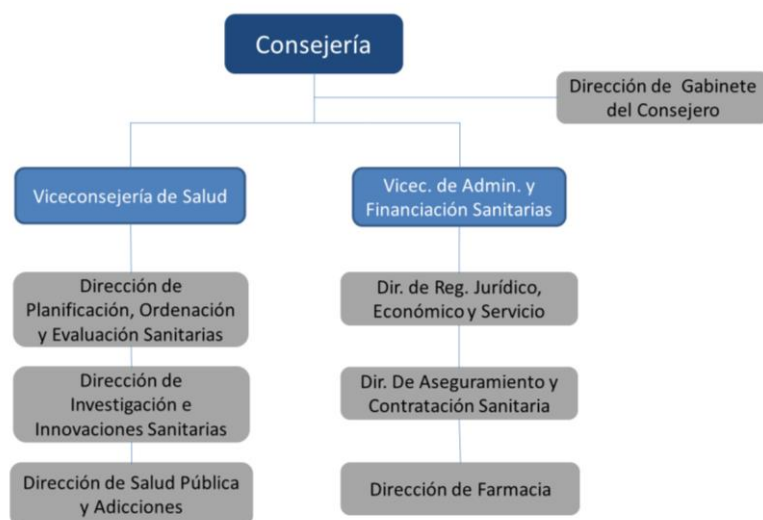 Consejería
Dirección de Gabinete
del Consejero
Viceconsejería de Salud
Vicec. de Admin. y
Financiación Sanitarias
Dirección de
Planificación, Ordenación
y Evaluación Sanitarias
Dir. de Reg. Jurídico,
Económico y Servicio
Dirección de
Investigación e
Innovaciones Sanitarias
Dir. De Aseguramiento y
Contratación Sanitaria
Dirección de Salud Pública
y Adicciones
Dirección de Farmacia